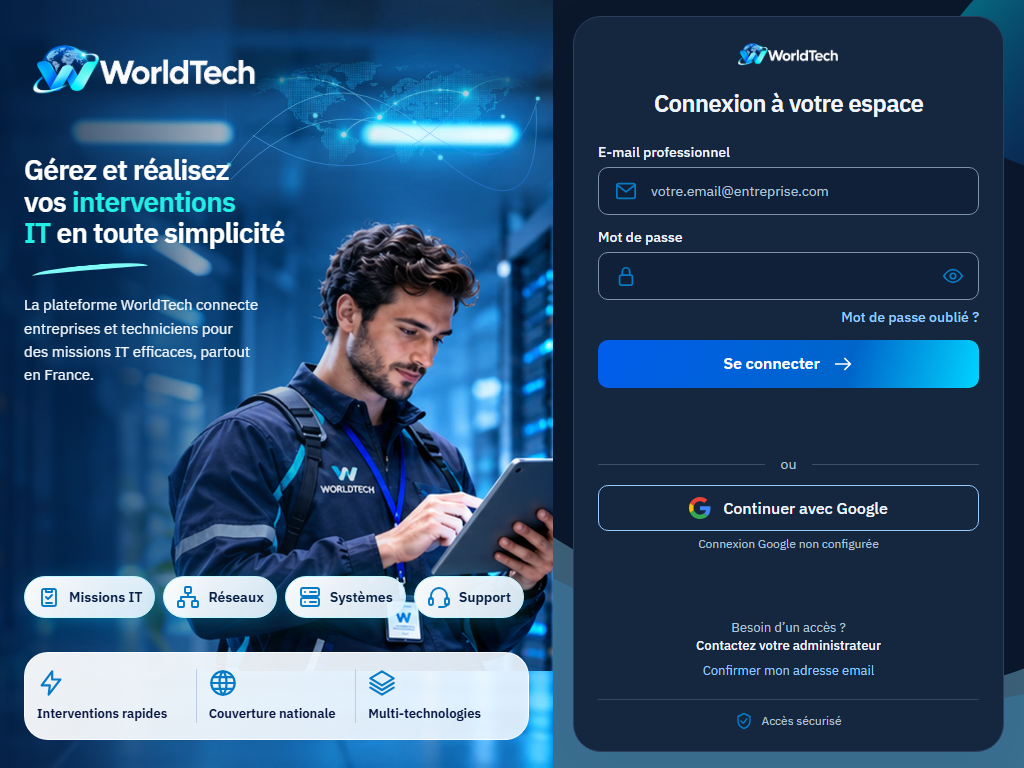 WorldTech
Gérez et réalisez
vos interventions
IT en toute simplicité
La plateforme WorldTech connecte
entreprises et techniciens pour
des missions IT efficaces, partout
en France.
WORLDTECH
Missions IT
Réseaux
Systèmes
Support
Interventions rapides
Couverture nationale
Multi-technologies
WorldTech
Connexion à votre espace
E-mail professionnel
votre.email@entreprise.com
Mot de passe
Mot de passe oublié ?
Se connecter
ou
Continuer avec Google
Connexion Google non configurée
Besoin d’un accès ?
Contactez votre administrateur
Confirmer mon adresse email
Accès sécurisé